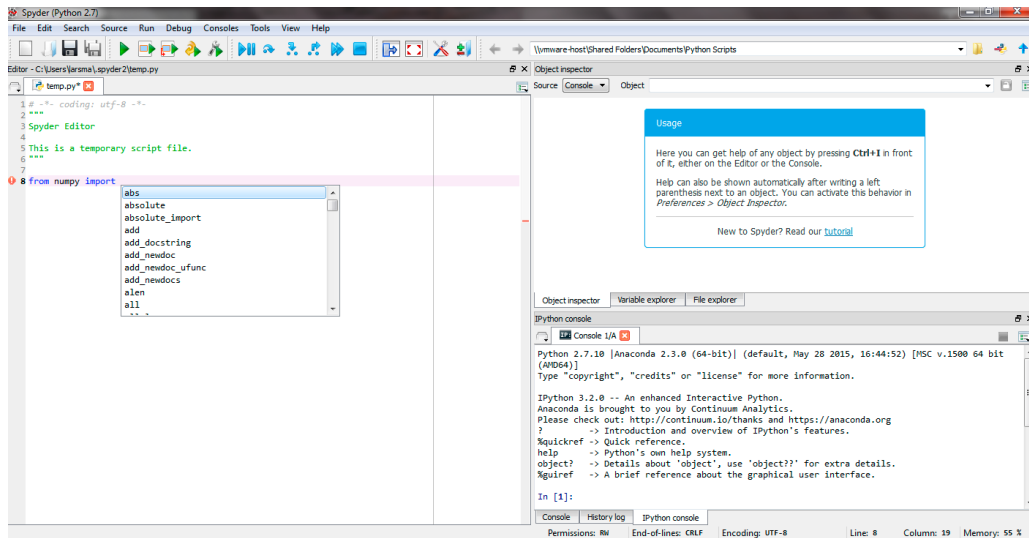 Spyder (Python 2.7)
File Edit Search Source Run Debug Consoles Tools View Help
\\vmware-host\Shared Folders\Documents\Python Scripts
Editor - C:\Users\larsma\.spyder2\temp.py
temp.py*
1 # -*- coding: utf-8 -*-
2 """
3 Spyder Editor
4
5 This is a temporary script file.
6 """
7
8 from numpy import
abs
absolute
absolute_import
add
add_docstring
add_newdoc
add_newdoc_ufunc
add_newdocs
alen
all
Object inspector
Source Console Object
Usage
Here you can get help of any object by pressing Ctrl+I in front
of it, either on the Editor or the Console.
Help can also be shown automatically after writing a left
parenthesis next to an object. You can activate this behavior in
Preferences > Object Inspector.
New to Spyder? Read our tutorial
Object inspector Variable explorer File explorer
IPython console
IP: Console 1/A
Python 2.7.10 |Anaconda 2.3.0 (64-bit)| (default, May 28 2015, 16:44:52) [MSC v.1500 64 bit
(AMD64)]
Type "copyright", "credits" or "license" for more information.
IPython 3.2.0 -- An enhanced Interactive Python.
Anaconda is brought to you by Continuum Analytics.
Please check out: http://continuum.io/thanks and https://anaconda.org
? -> Introduction and overview of IPython's features.
%quickref -> Quick reference.
help -> Python's own help system.
object? -> Details about 'object', use 'object??' for extra details.
%guiref -> A brief reference about the graphical user interface.
In [1]:
Console History log IPython console
Permissions: RW End-of-lines: CRLF Encoding: UTF-8 Line: 8 Column: 19 Memory: 55 %